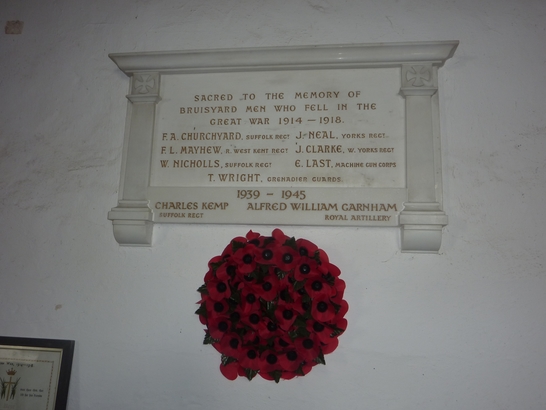 SACRED TO THE MEMORY OF
BRUISYARD MEN WHO FELL IN THE
GREAT WAR 1914 — 1918.
F.A. CHURCHYARD, SUFFOLK REGT J. NEAL, YORKS REGT.
F.L. MAYHEW, R. WEST KENT REGT J. CLARKE, W. YORKS REGT
W. NICHOLLS, SUFFOLK REGT E. LAST, MACHINE GUN CORPS
T. WRIGHT, GRENADIER GUARDS.
1939 — 1945
CHARLES KEMP ALFRED WILLIAM GARNHAM
SUFFOLK REGT ROYAL ARTILLERY